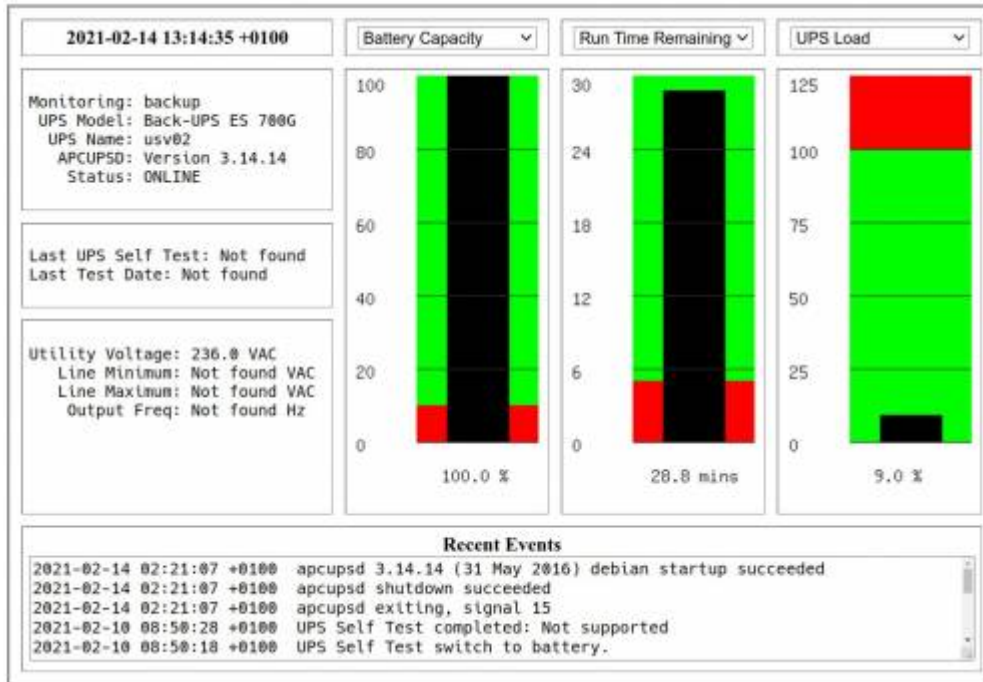 2021-02-14 13:14:35 +0100
Battery Capacity
Run Time Remaining
UPS Load
Monitoring: backup
UPS Model: Back-UPS ES 700G
UPS Name: usv02
APCUPSD: Version 3.14.14
Status: ONLINE
Last UPS Self Test: Not found
Last Test Date: Not found
Utility Voltage: 236.0 VAC
Line Minimum: Not found VAC
Line Maximum: Not found VAC
Output Freq: Not found Hz
100
80
60
40
20
0
100.0 %
30
24
18
12
6
0
28.8 mins
125
100
75
50
25
0
9.0 %
Recent Events
2021-02-14 02:21:07 +0100 apcupsd 3.14.14 (31 May 2016) debian startup succeeded
2021-02-14 02:21:07 +0100 apcupsd shutdown succeeded
2021-02-14 02:21:07 +0100 apcupsd exiting, signal 15
2021-02-10 08:50:28 +0100 UPS Self Test completed: Not supported
2021-02-10 08:50:18 +0100 UPS Self Test switch to battery.